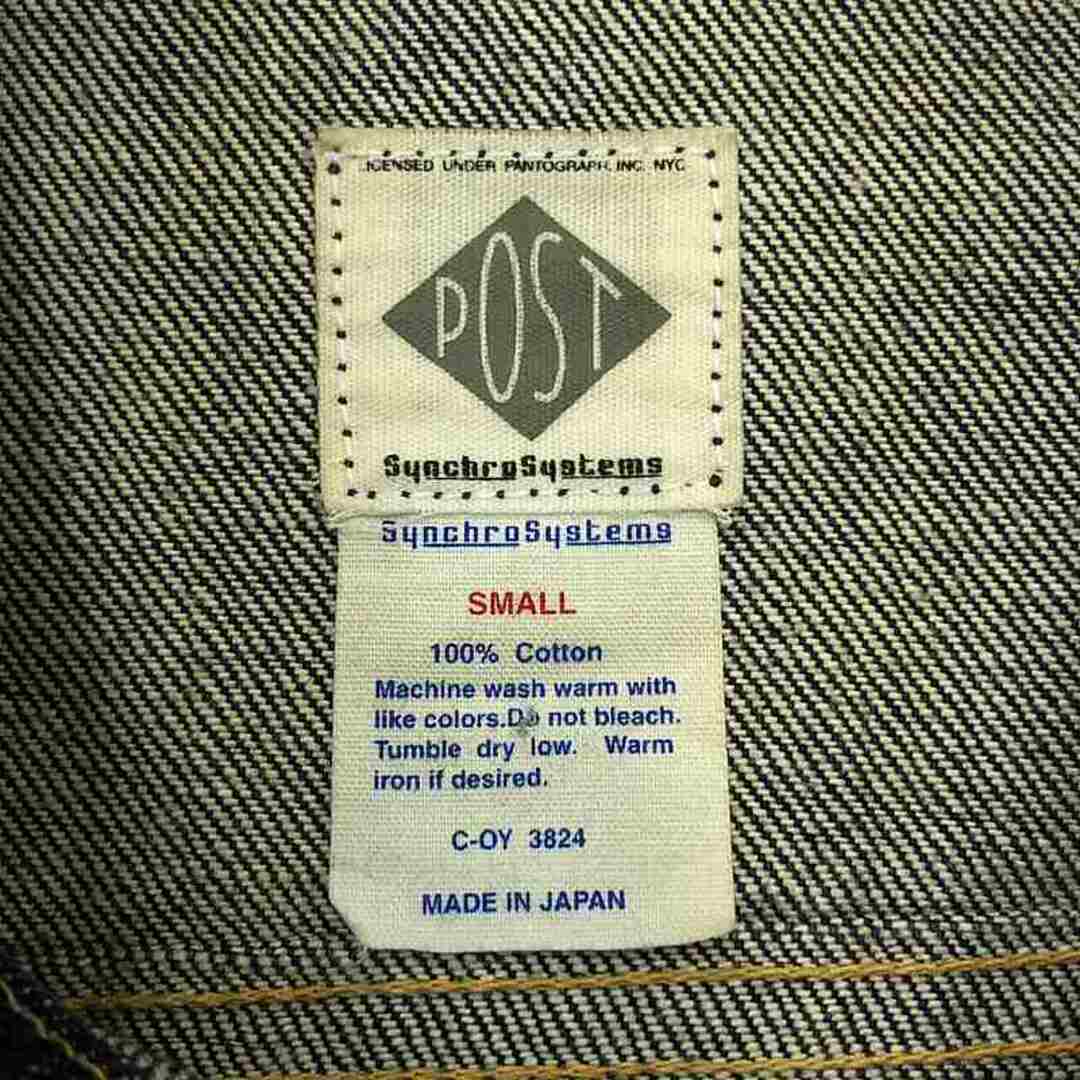 LICENSED UNDER PANTOGRAPH, INC. NYC
POST
SynchroSystems
SynchroSystems
SMALL
100% Cotton
Machine wash warm with
like colors.Do not bleach.
Tumble dry low. Warm
iron if desired.
C-OY 3824
MADE IN JAPAN